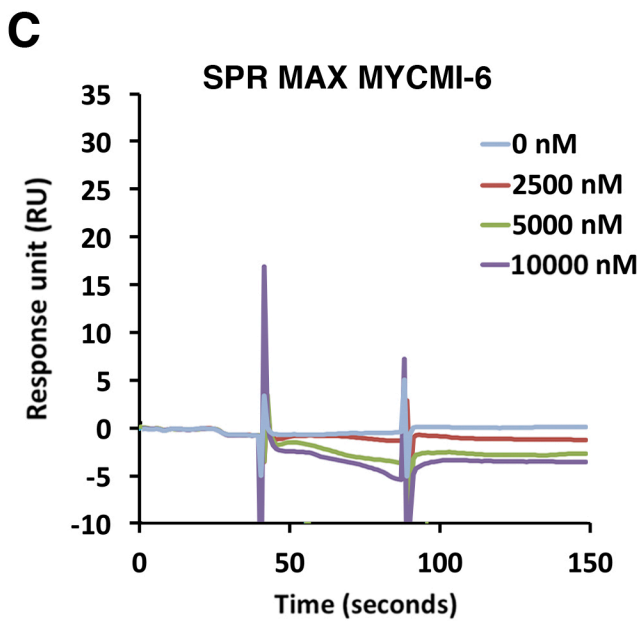 C
SPR MAX MYCMI-6
35
30
25
20
15
10
5
0
-5
-10
Response unit (RU)
0 nM
2500 nM
5000 nM
10000 nM
0
50
100
150
Time (seconds)